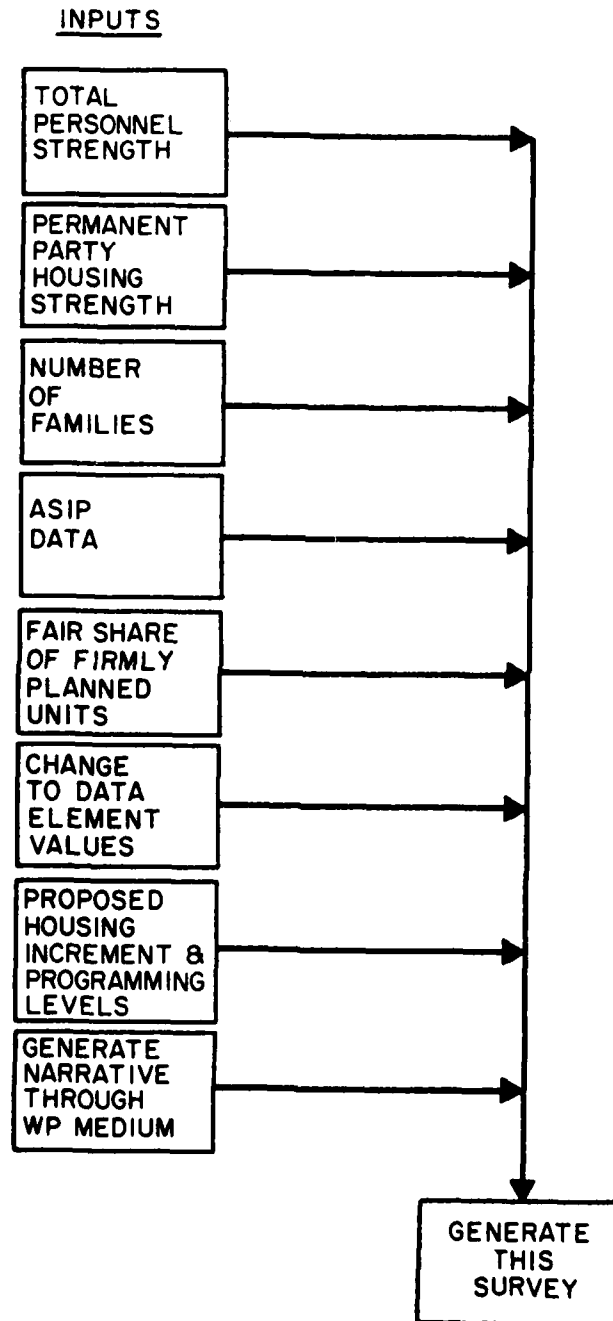 INPUTS
TOTAL
PERSONNEL
STRENGTH
PERMANENT
PARTY
HOUSING
STRENGTH
NUMBER
OF
FAMILIES
ASIP
DATA
FAIR SHARE
OF FIRMLY
PLANNED
UNITS
CHANGE
TO DATA
ELEMENT
VALUES
PROPOSED
HOUSING
INCREMENT &
PROGRAMMING
LEVELS
GENERATE
NARRATIVE
THROUGH
WP MEDIUM
GENERATE
THIS
SURVEY